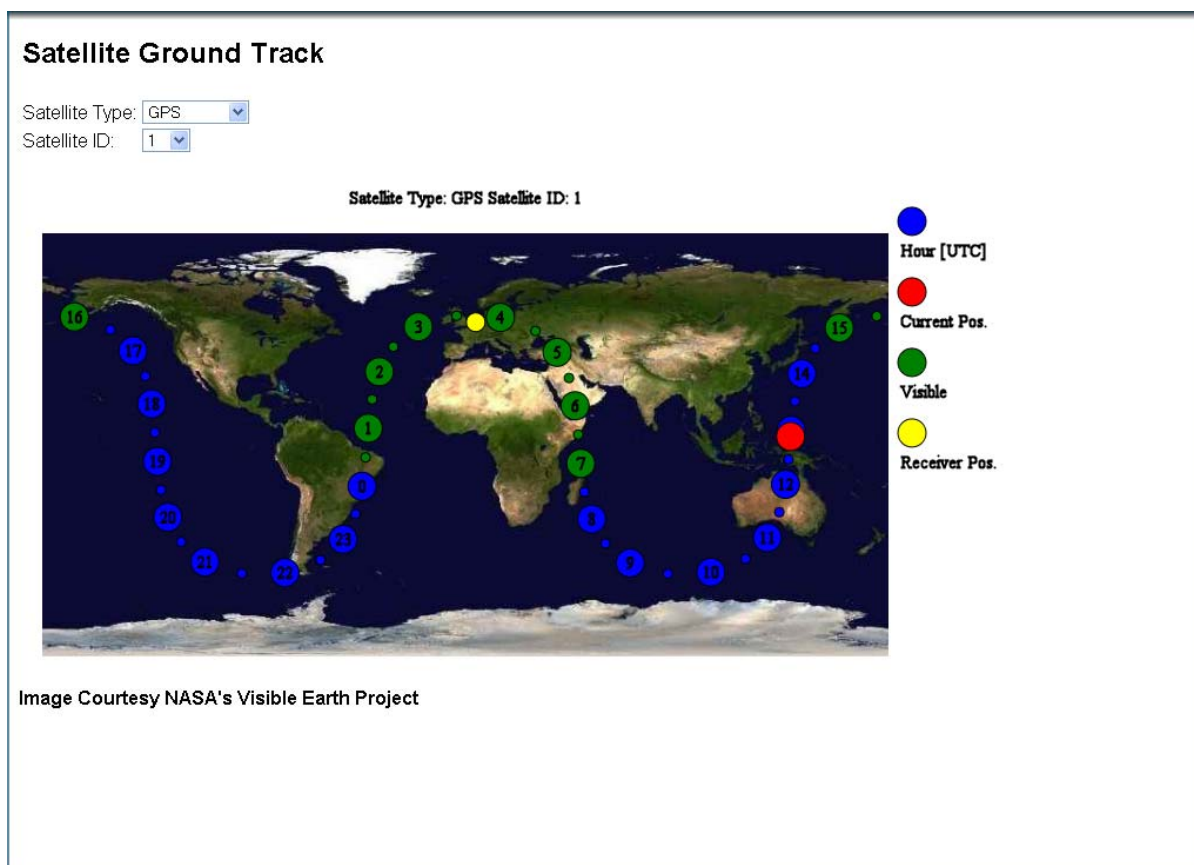 Satellite Ground Track
Satellite Type: GPS
Satellite ID: 1
Satellite Type: GPS Satellite ID: 1
Hour [UTC]
Current Pos.
Visible
Receiver Pos.
16
17
18
19
20
21
22
23
0
1
2
3
4
5
6
7
8
9
10
11
12
14
15
Image Courtesy NASA's Visible Earth Project